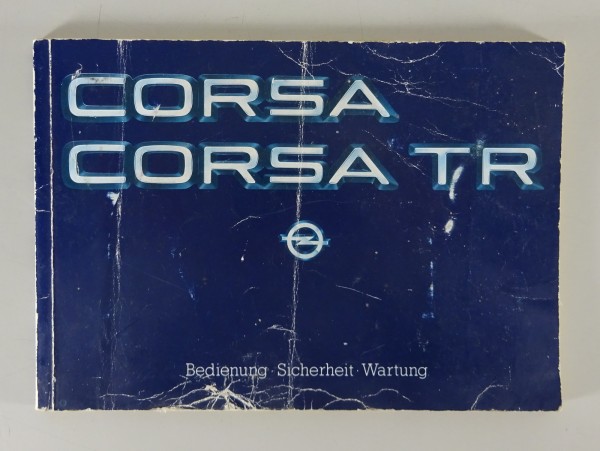 CORSA
CORSA TR
Bedienung · Sicherheit · Wartung